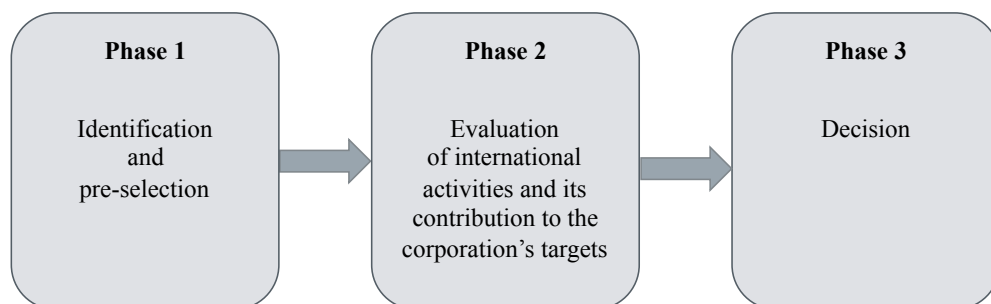 Phase 1
Identification
and
pre-selection
Phase 2
Evaluation
of international
activities and its
contribution to the
corporation’s targets
Phase 3
Decision